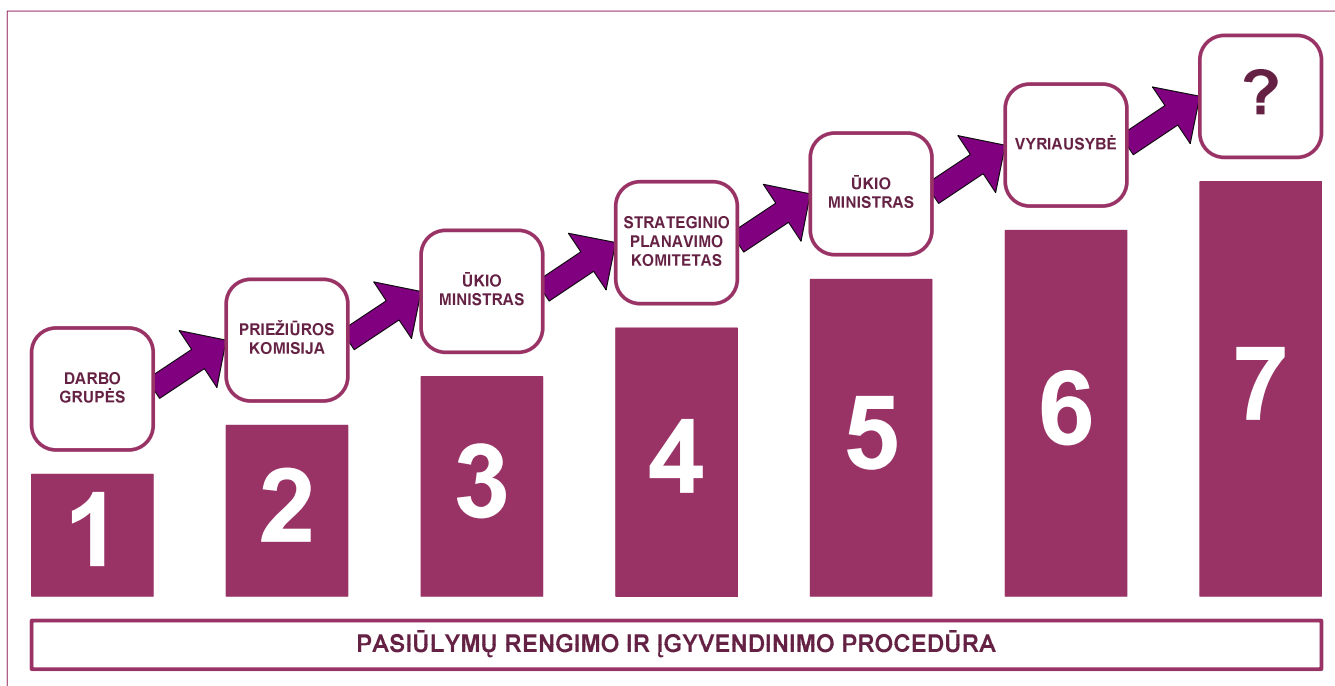 DARBO
GRUPĖS
PRIEŽIŪROS
KOMISIJA
ŪKIO
MINISTRAS
STRATEGINIO
PLANAVIMO
KOMITETAS
ŪKIO
MINISTRAS
VYRIAUSYBĖ
?
1
2
3
4
5
6
7
PASIŪLYMŲ RENGIMO IR ĮGYVENDINIMO PROCEDŪRA